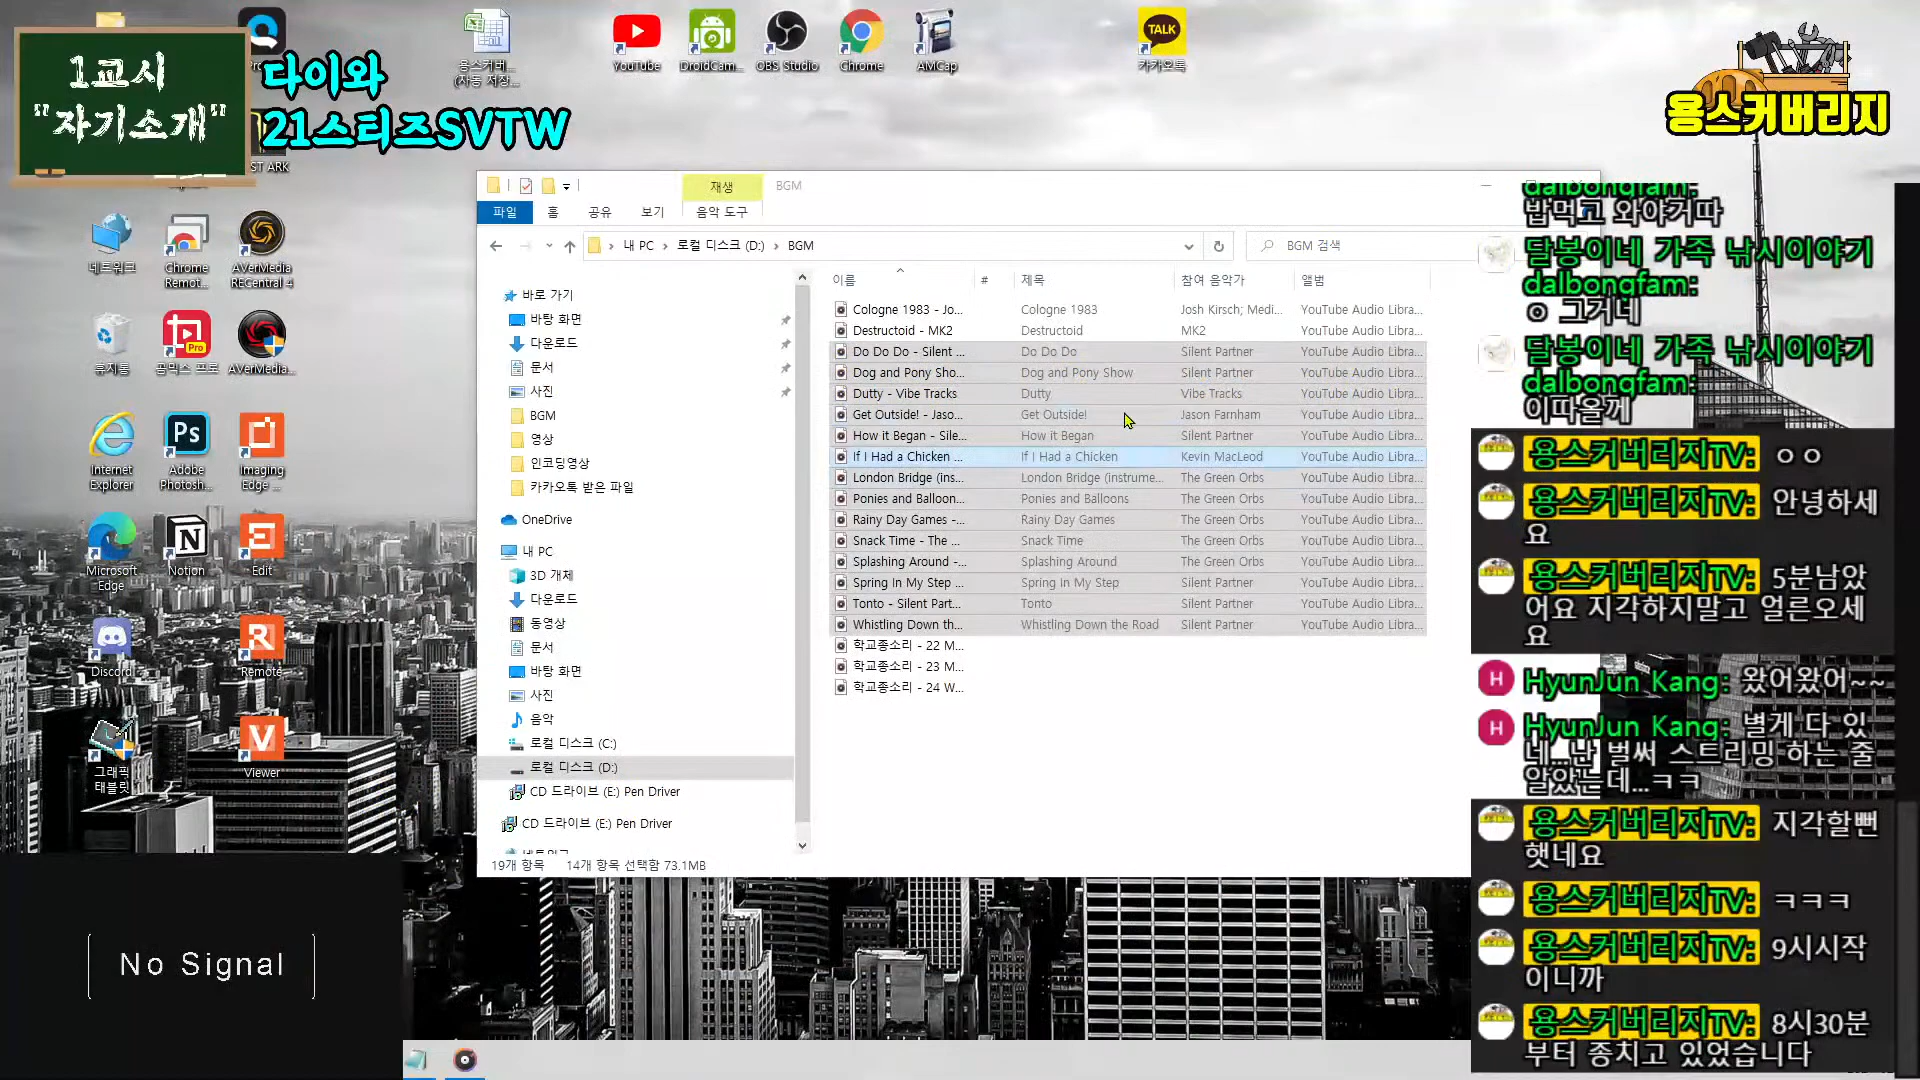 1교시
"자기소개"
다이와
21스티즈SVTW
ST ARK
용스커버...
(자동 저장...
YouTube
DroidCam...
OBS Studio
Chrome
AMCap
TALK
카카오톡
용스커버리지
네트워크
Chrome
Remot...
AVerMedia
RECentral 4
휴지통
Pro
곰믹스 프로
AVerMedia...
Internet
Explorer
Ps
Adobe
Photosh...
Imaging
Edge ...
Microsoft
Edge
Notion
Edit
Discord
Remote
그래픽
태블릿
Viewer
No Signal
재생
BGM
파일
홈
공유
보기
음악 도구
내 PC
로컬 디스크 (D:)
BGM
BGM 검색
바로 가기
바탕 화면
다운로드
문서
사진
BGM
영상
인코딩영상
카카오톡 받은 파일
OneDrive
내 PC
3D 개체
다운로드
동영상
문서
바탕 화면
사진
음악
로컬 디스크 (C:)
로컬 디스크 (D:)
CD 드라이브 (E:) Pen Driver
CD 드라이브 (E:) Pen Driver
이름 # 제목 참여 음악가 앨범
Cologne 1983 - Jo... Cologne 1983 Josh Kirsch; Medi... YouTube Audio Libra...
Destructoid - MK2 Destructoid MK2 YouTube Audio Libra...
Do Do Do - Silent ... Do Do Do Silent Partner YouTube Audio Libra...
Dog and Pony Sho... Dog and Pony Show Silent Partner YouTube Audio Libra...
Dutty - Vibe Tracks Dutty Vibe Tracks YouTube Audio Libra...
Get Outside! - Jaso... Get Outside! Jason Farnham YouTube Audio Libra...
How it Began - Sile... How it Began Silent Partner YouTube Audio Libra...
If I Had a Chicken ... If I Had a Chicken Kevin MacLeod YouTube Audio Libra...
London Bridge (ins... London Bridge (instrume... The Green Orbs YouTube Audio Libra...
Ponies and Balloon... Ponies and Balloons The Green Orbs YouTube Audio Libra...
Rainy Day Games -... Rainy Day Games The Green Orbs YouTube Audio Libra...
Snack Time - The ... Snack Time The Green Orbs YouTube Audio Libra...
Splashing Around -... Splashing Around The Green Orbs YouTube Audio Libra...
Spring In My Step ... Spring In My Step Silent Partner YouTube Audio Libra...
Tonto - Silent Part... Tonto Silent Partner YouTube Audio Libra...
Whistling Down th... Whistling Down the Road Silent Partner YouTube Audio Libra...
학교종소리 - 22 M...
학교종소리 - 23 M...
학교종소리 - 24 W...
19개 항목 14개 항목 선택함 73.1MB
dalbongfam:
밥먹고 와야거따
달봉이네 가족 낚시이야기
dalbongfam:
ㅇ 그거네
달봉이네 가족 낚시이야기
dalbongfam:
이따올께
용스커버리지TV: ㅇㅇ
용스커버리지TV: 안녕하세
요
용스커버리지TV: 5분남았
어요 지각하지말고 얼른오세
요
H HyunJun Kang: 왔어왔어~~
H HyunJun Kang: 별게 다 있
네...난 벌써 스트리밍 하는 줄
알았는데... ㅋㅋ
용스커버리지TV: 지각할뻔
햇네요
용스커버리지TV: ㅋㅋㅋ
용스커버리지TV: 9시시작
이니까
용스커버리지TV: 8시30분
부터 종치고 있었습니다